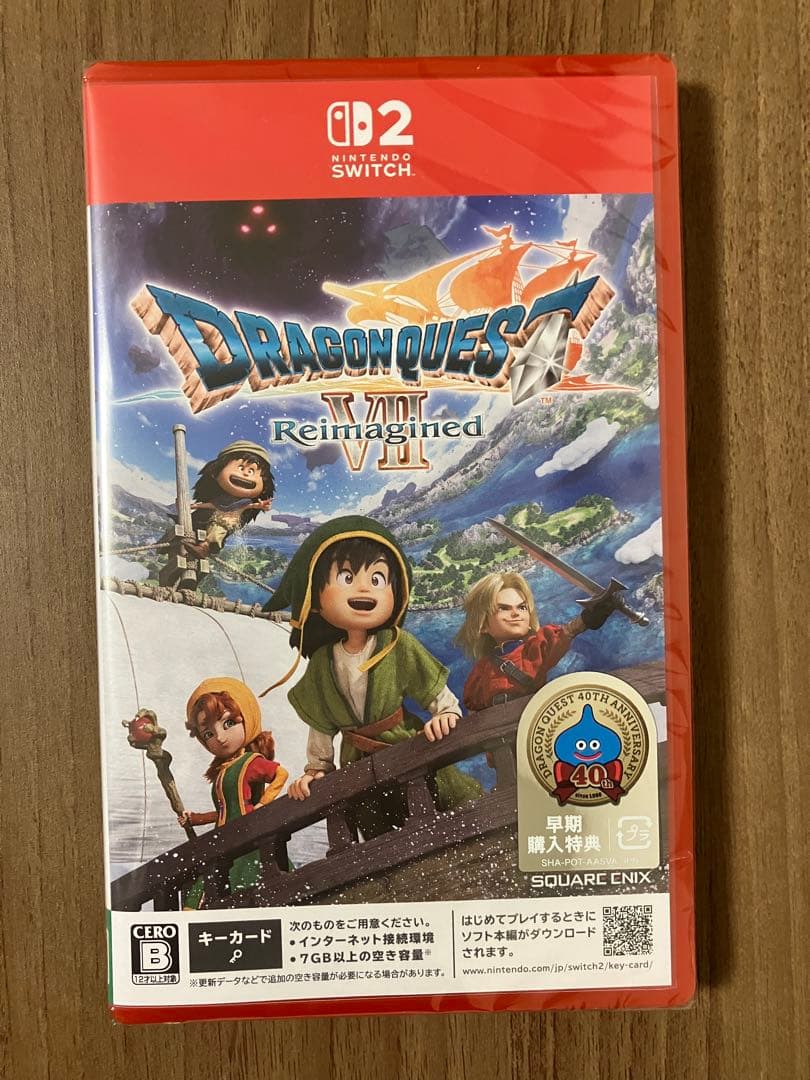 2
NINTENDO
SWITCH™
DRAGON QUEST
TM
VII
Reimagined
DRAGON QUEST 40TH ANNIVERSARY
40th
since 1986
早期
購入特典
プラ
SQUARE ENIX
CERO
B
12才以上対象
キーカード
次のものをご用意ください。
•インターネット接続環境
•7GB以上の空き容量※
※更新データなどで追加の空き容量が必要になる場合があります。
はじめてプレイするときに
ソフト本編がダウンロード
されます。
www.nintendo.com/jp/switch2/key-card/